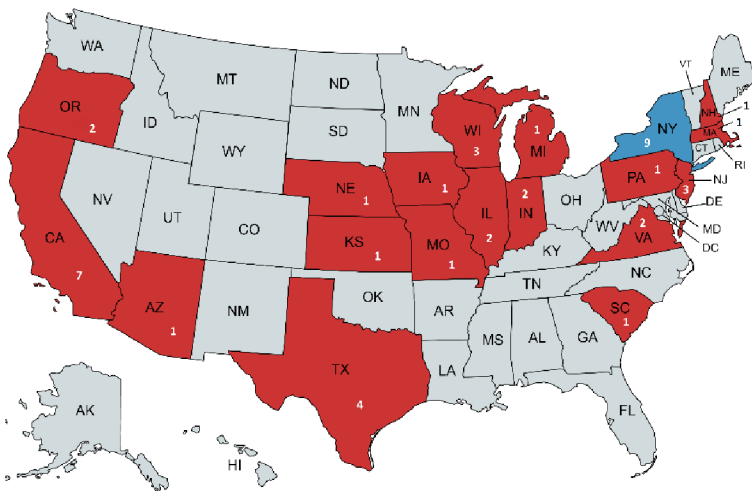 WA
MT
ND
MN
VT
ME
OR
2
ID
SD
WI
3
1
MI
NY
9
NH
1
MA
1
CT
RI
WY
NV
UT
CO
NE
1
IA
1
IL
2
2
IN
OH
PA
1
NJ
3
DE
MD
DC
WV
VA
2
CA
7
KS
1
MO
1
KY
NC
TN
AZ
1
NM
OK
AR
SC
1
MS
AL
GA
TX
4
LA
FL
AK
HI